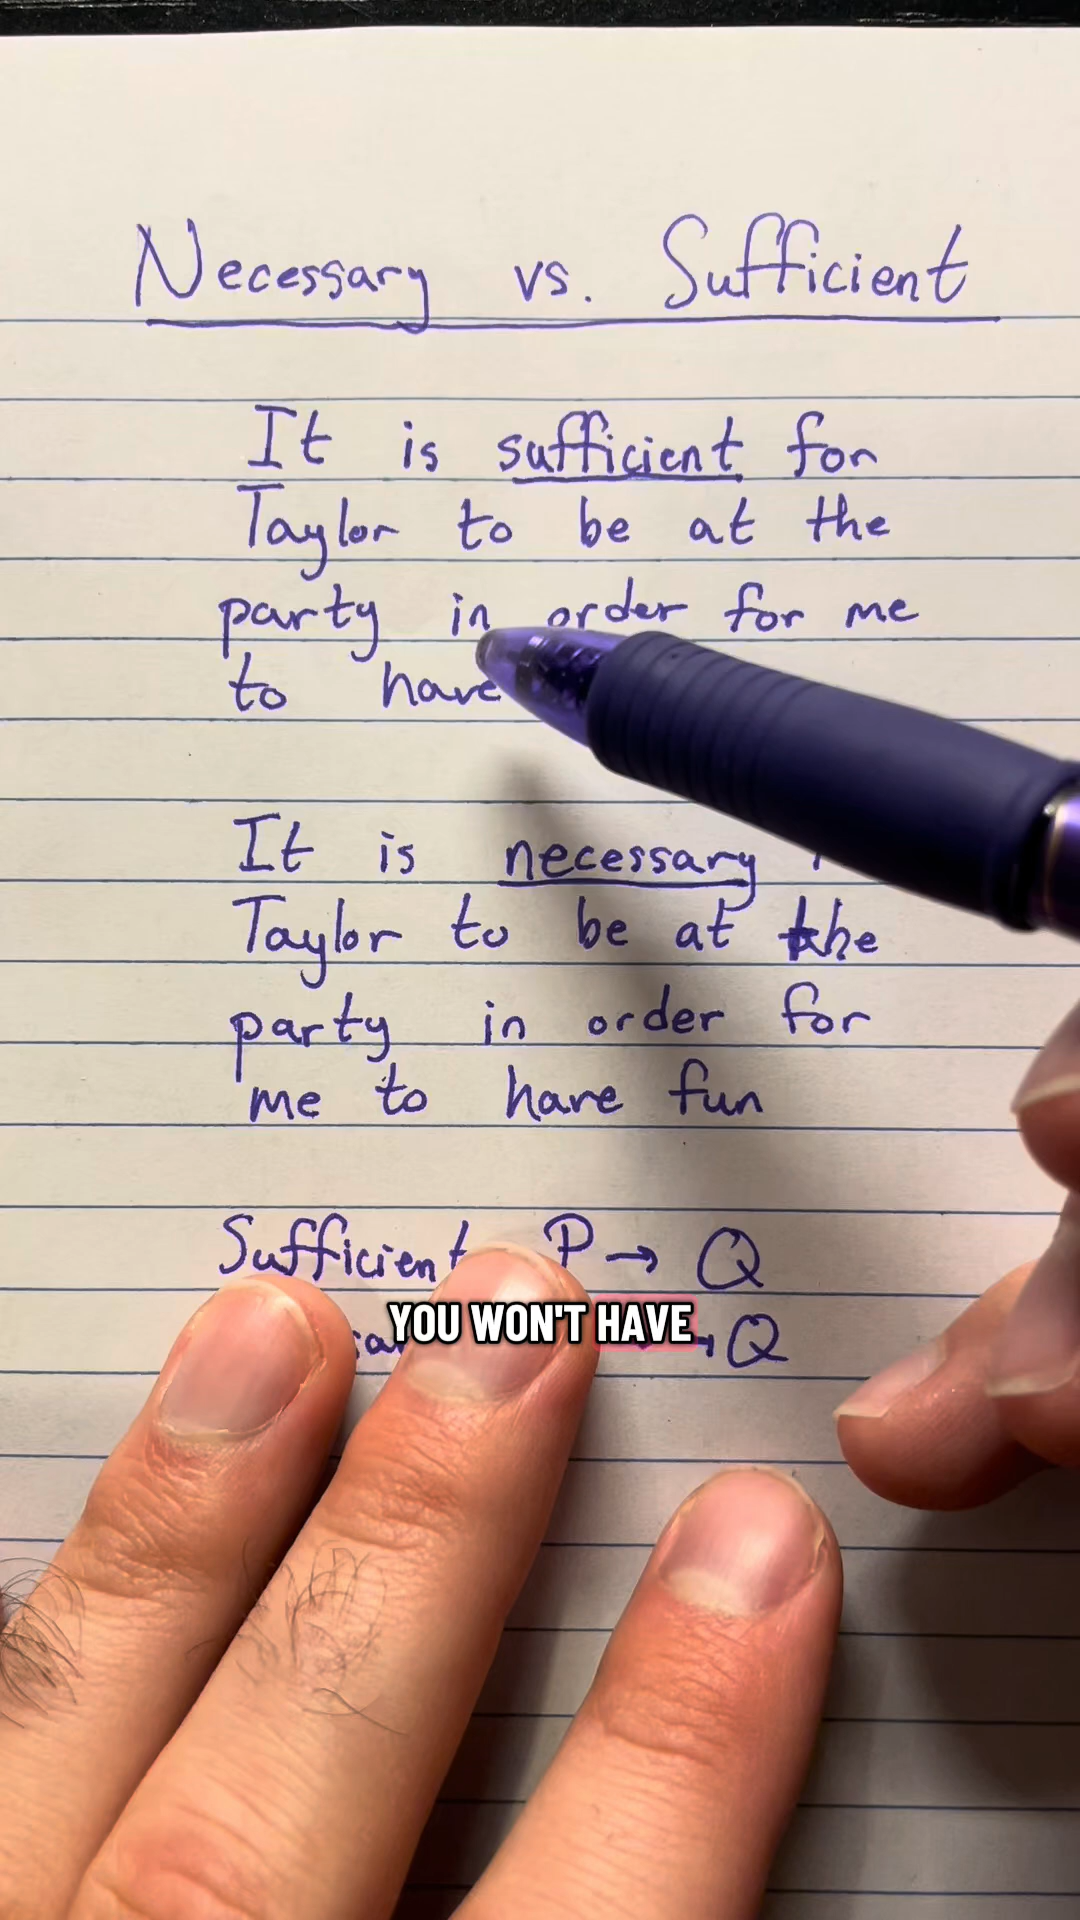 Necessary vs. Sufficient
It is sufficient for
Taylor to be at the
party in order for me
to have
It is necessary
Taylor to be at the
party in order for
me to have fun
Sufficient P → Q
YOU WON'T HAVE
→ Q